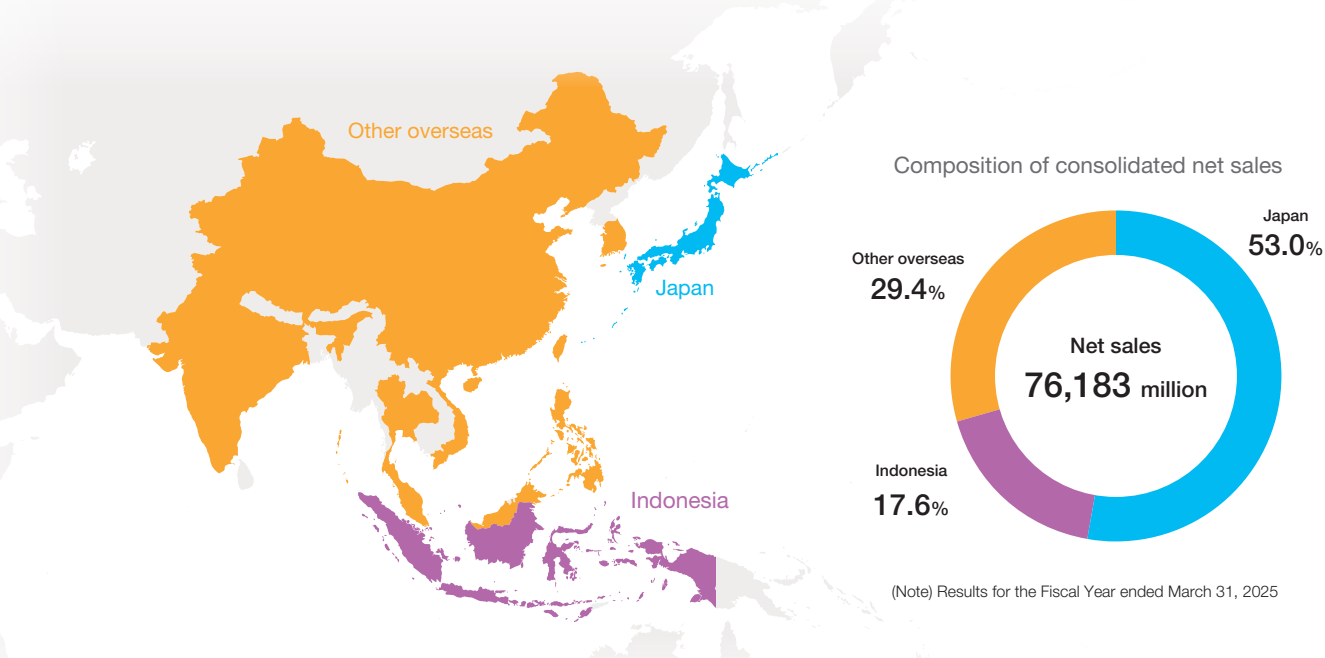 Other overseas
Japan
Indonesia
Composition of consolidated net sales
Japan
53.0%
Other overseas
29.4%
Net sales
76,183 million
Indonesia
17.6%
(Note) Results for the Fiscal Year ended March 31, 2025